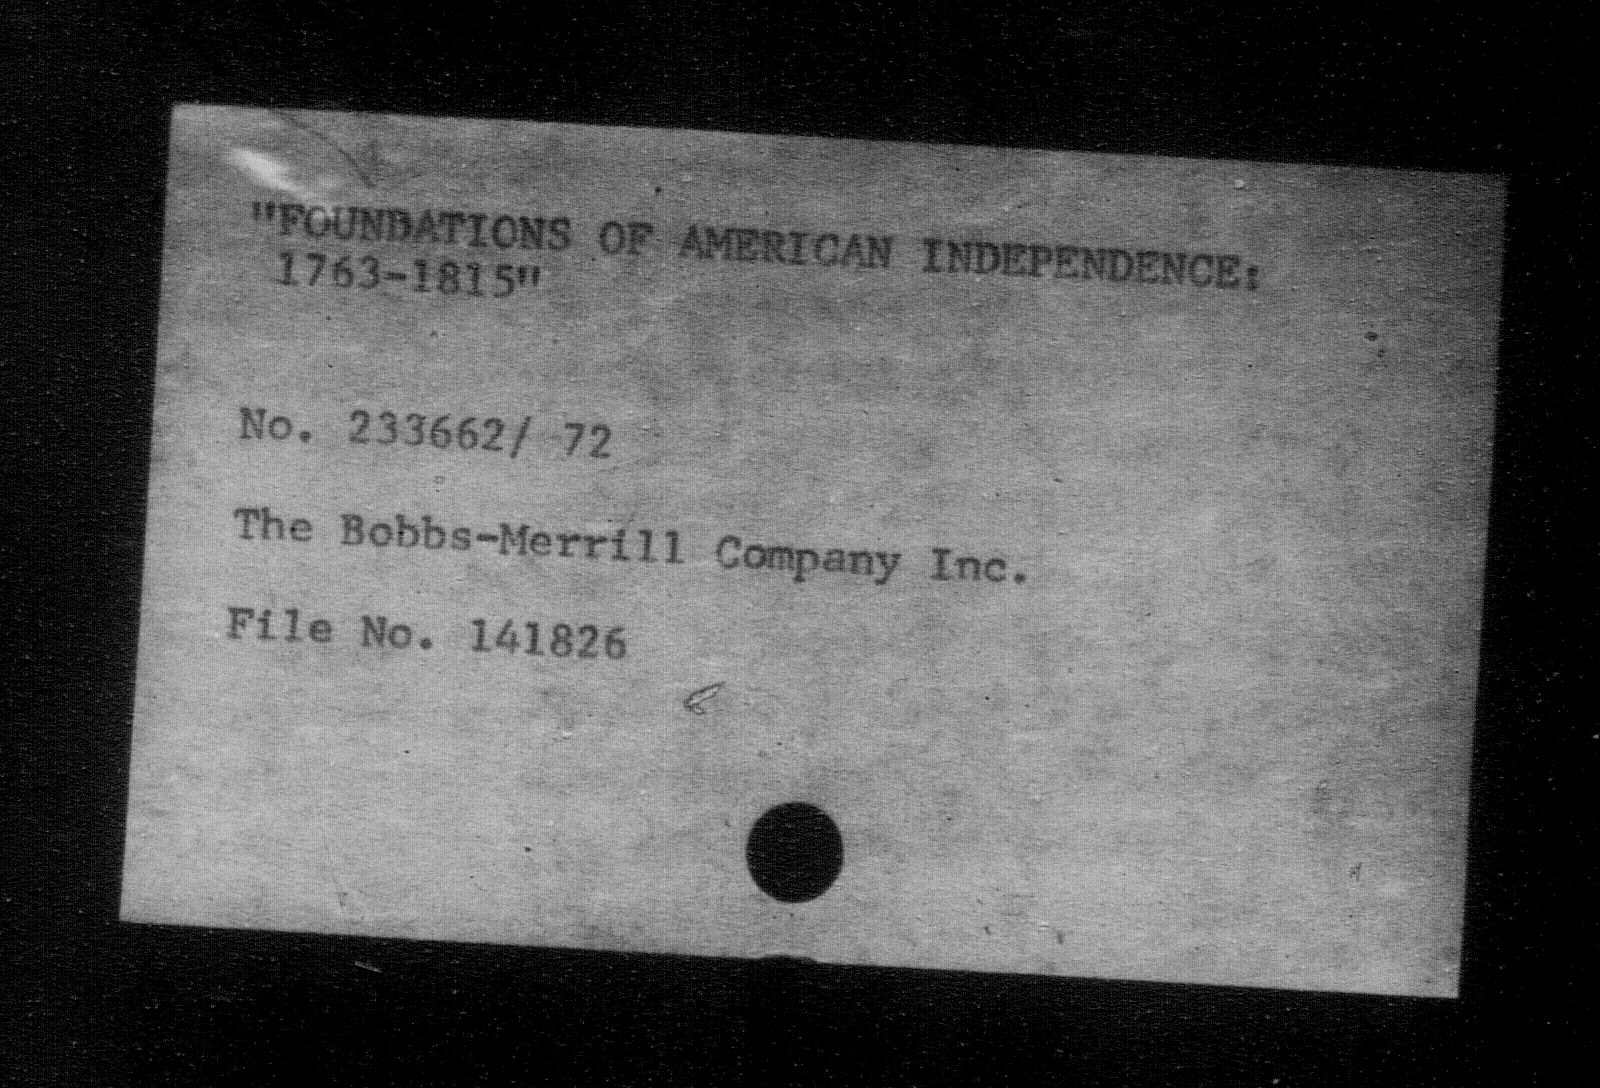 "FOUNDATIONS OF AMERICAN INDEPENDENCE:
1763-1815"
No. 233662/ 72
The Bobbs-Merrill Company Inc.
File No. 141826